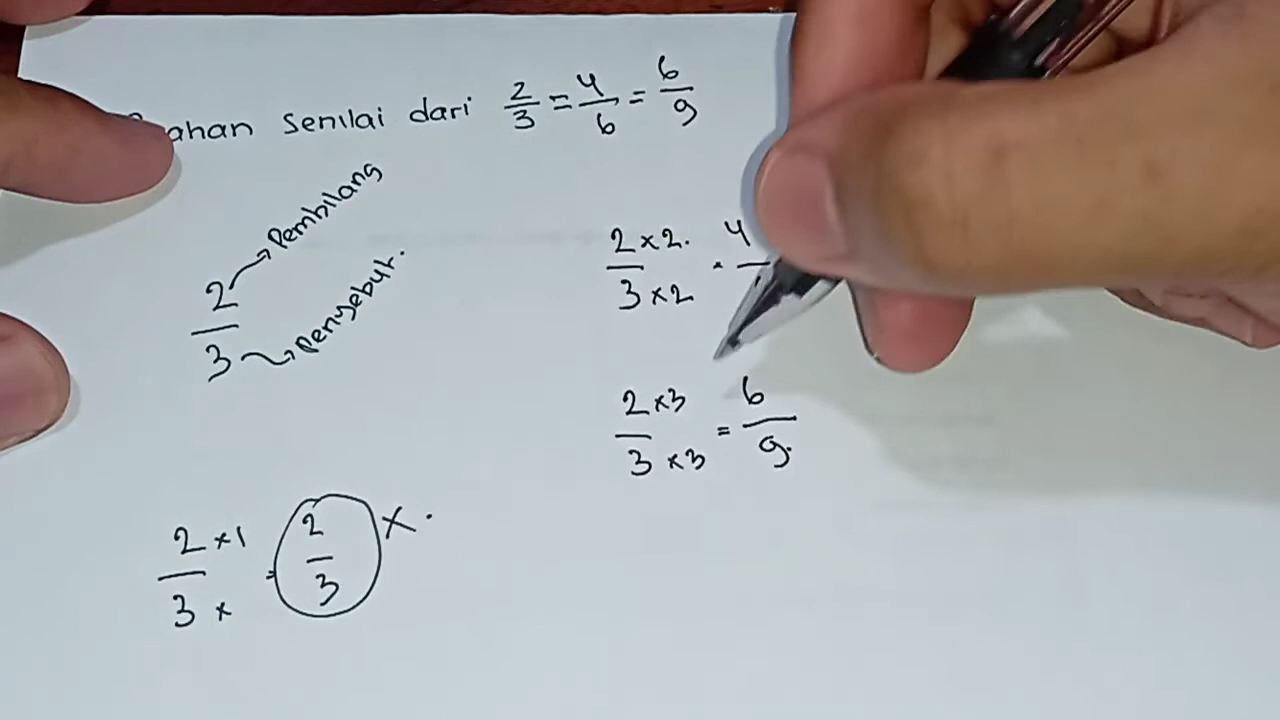 ahan Senilai dari 2/3 = 4/6 = 6/9
2/3 → Pembilang
→ Penyebut.
2 × 2. / 3 × 2 = 4
2 × 3 / 3 × 3 = 6/9.
2 × 1 / 3 × = 2/3 ×.